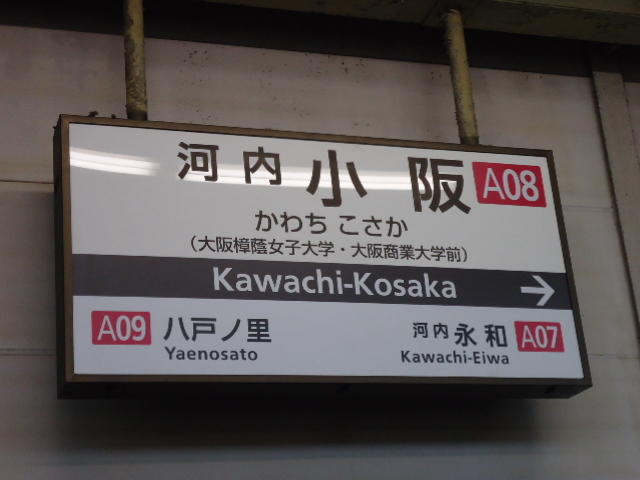 河内小阪 A08
かわち こさか
(大阪樟蔭女子大学・大阪商業大学前)
Kawachi-Kosaka →
A09 八戸ノ里
Yaenosato
河内永和 A07
Kawachi-Eiwa